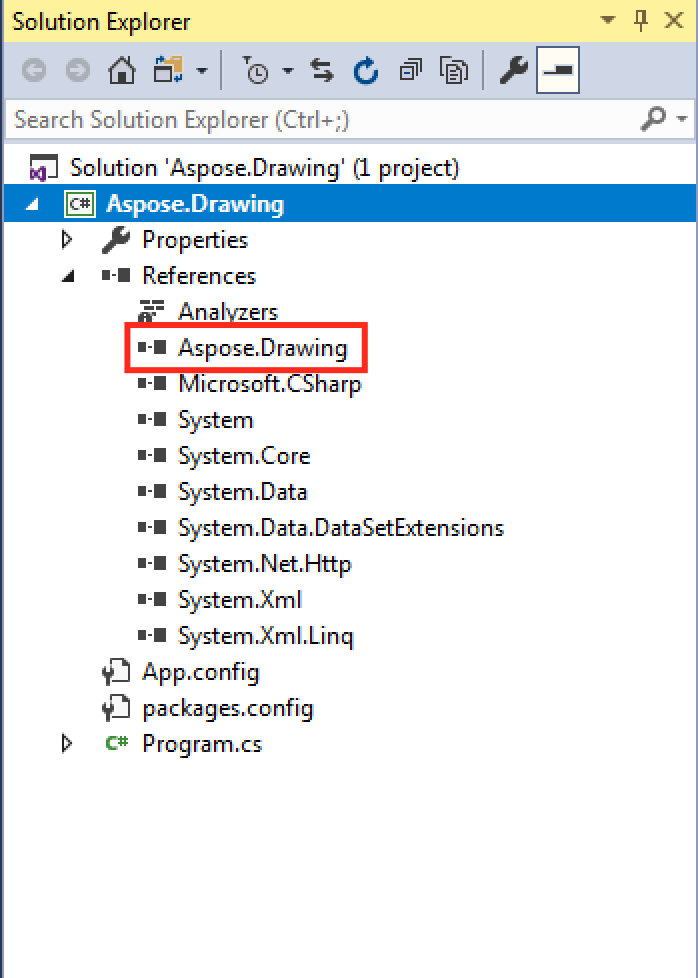 Solution Explorer
Search Solution Explorer (Ctrl+;)
Solution 'Aspose.Drawing' (1 project)
C# Aspose.Drawing
Properties
References
Analyzers
Aspose.Drawing
Microsoft.CSharp
System
System.Core
System.Data
System.Data.DataSetExtensions
System.Net.Http
System.Xml
System.Xml.Linq
App.config
packages.config
C# Program.cs